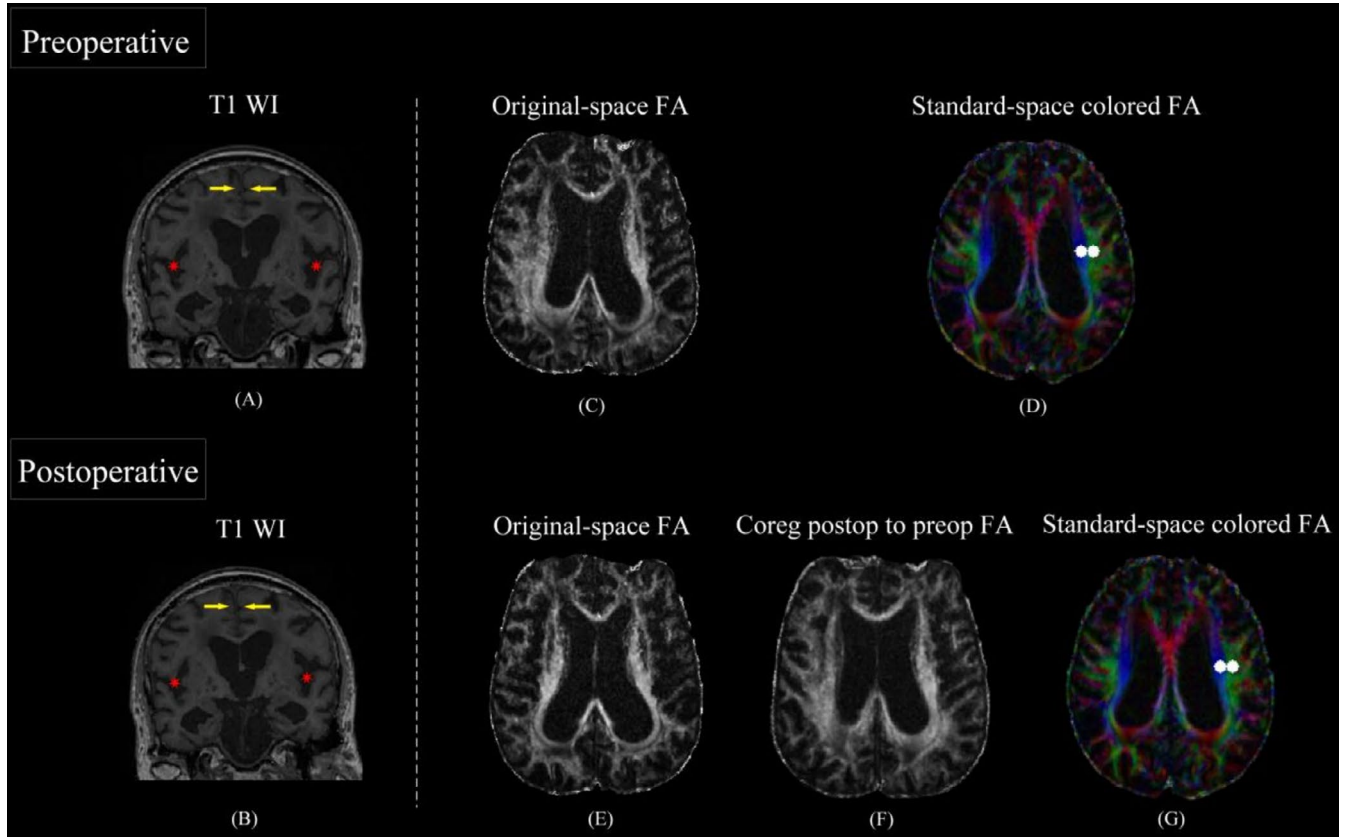 Preoperative
T1 WI
Original-space FA
Standard-space colored FA
(A)
(C)
(D)
Postoperative
T1 WI
Original-space FA
Coreg postop to preop FA
Standard-space colored FA
(B)
(E)
(F)
(G)